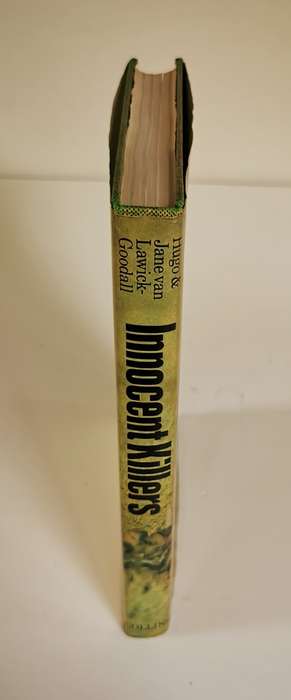 Hugo &
Jane van
Lawick-
Goodall
Innocent Killers